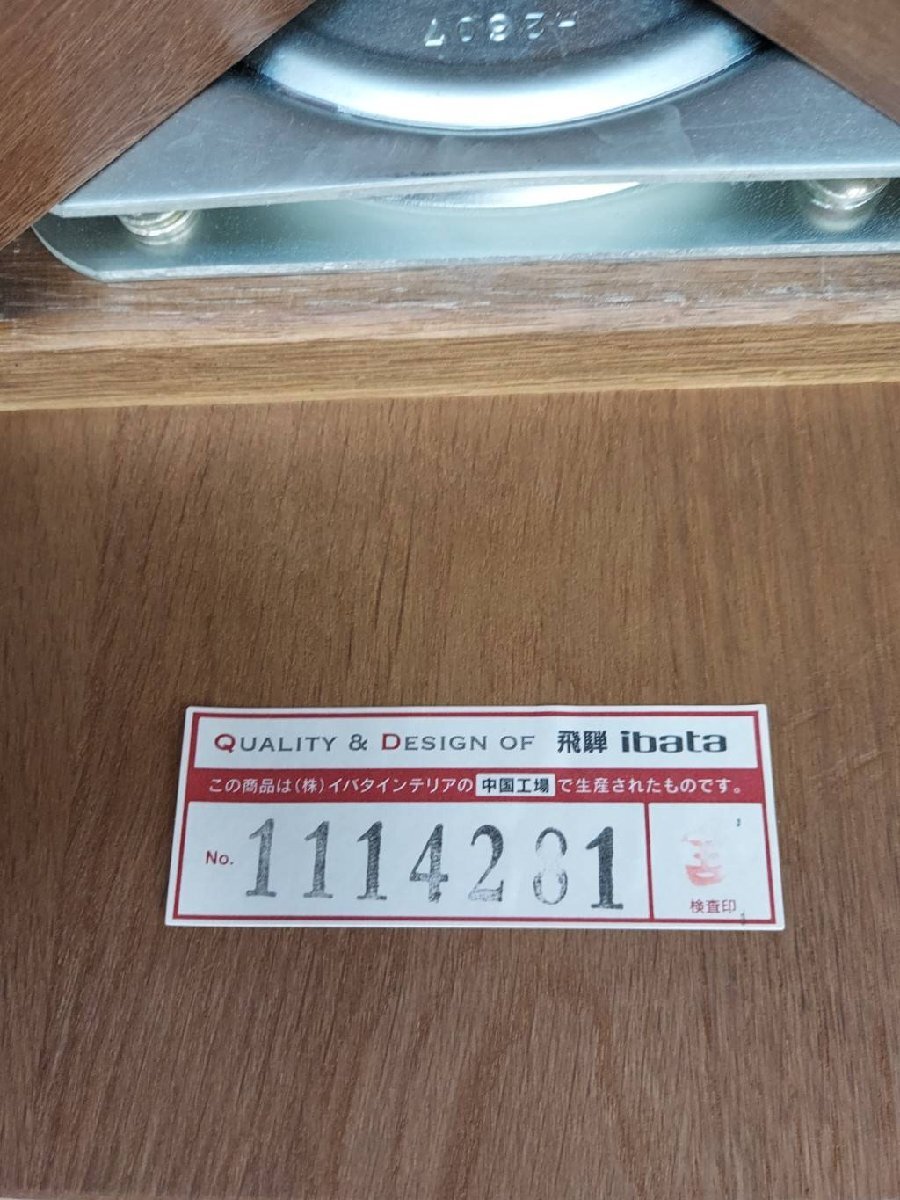 QUALITY & DESIGN OF 飛騨 ibata
この商品は(株)イバタインテリアの 中国工場 で生産されたものです。
No. 1114281
検査印